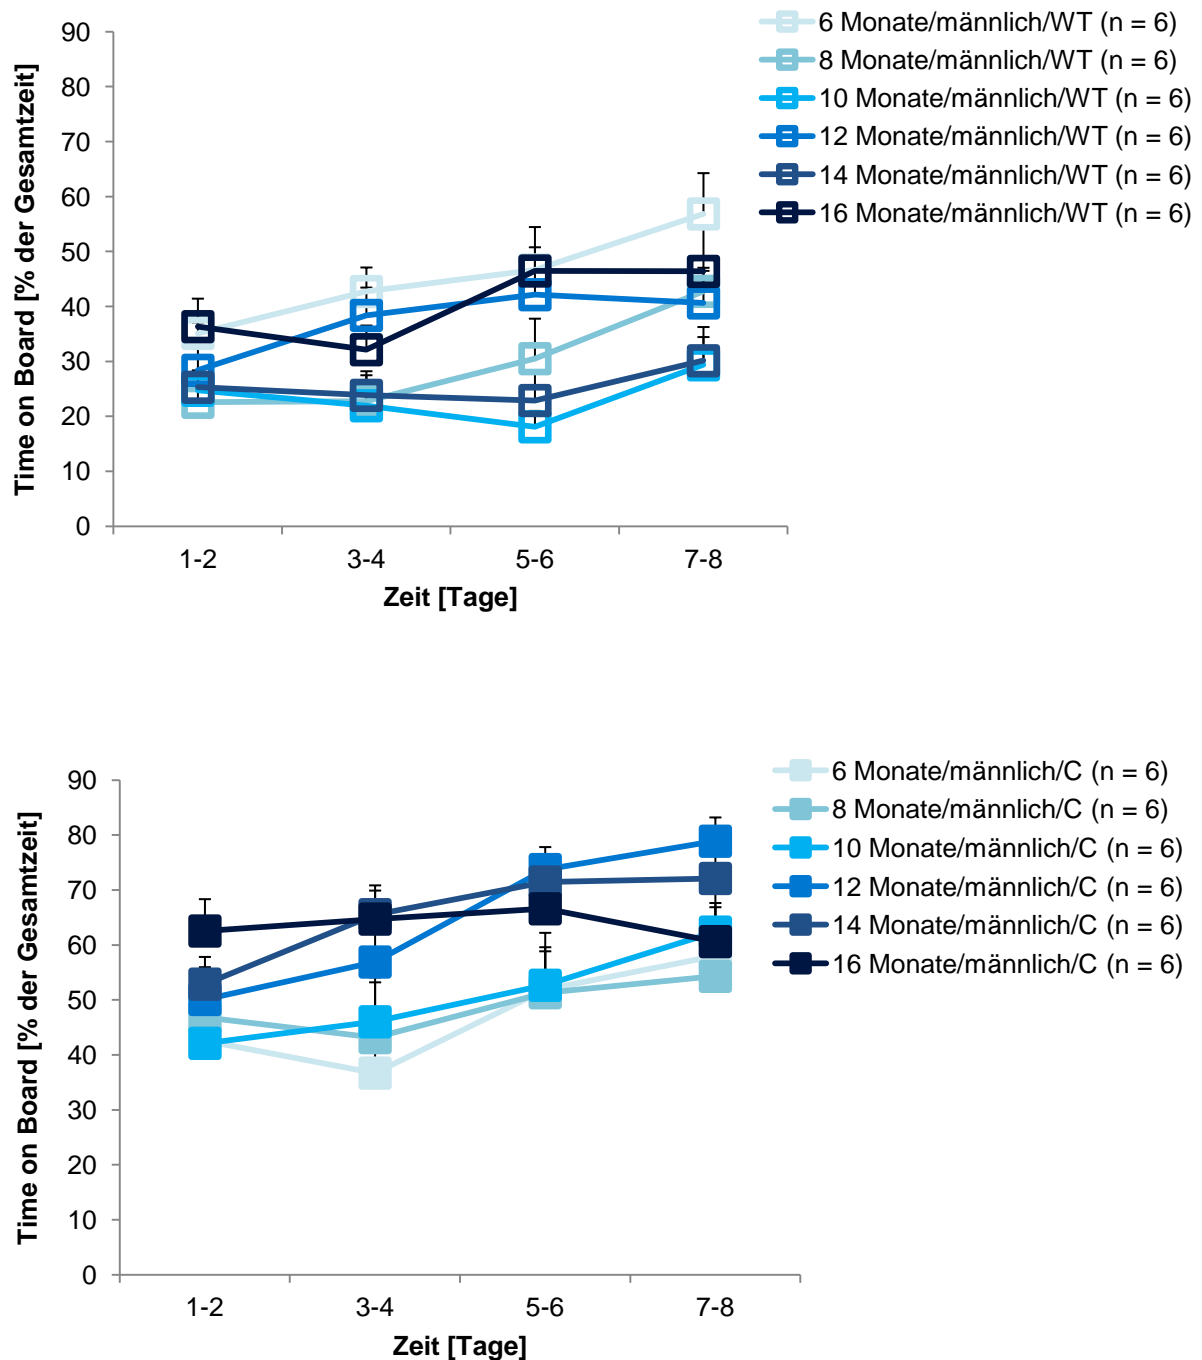 6 Monate/männlich/WT (n = 6)
8 Monate/männlich/WT (n = 6)
10 Monate/männlich/WT (n = 6)
12 Monate/männlich/WT (n = 6)
14 Monate/männlich/WT (n = 6)
16 Monate/männlich/WT (n = 6)
Time on Board [% der Gesamtzeit]
90
80
70
60
50
40
30
20
10
0
1-2 3-4 5-6 7-8
Zeit [Tage]
6 Monate/männlich/C (n = 6)
8 Monate/männlich/C (n = 6)
10 Monate/männlich/C (n = 6)
12 Monate/männlich/C (n = 6)
14 Monate/männlich/C (n = 6)
16 Monate/männlich/C (n = 6)
Time on Board [% der Gesamtzeit]
90
80
70
60
50
40
30
20
10
0
1-2 3-4 5-6 7-8
Zeit [Tage]